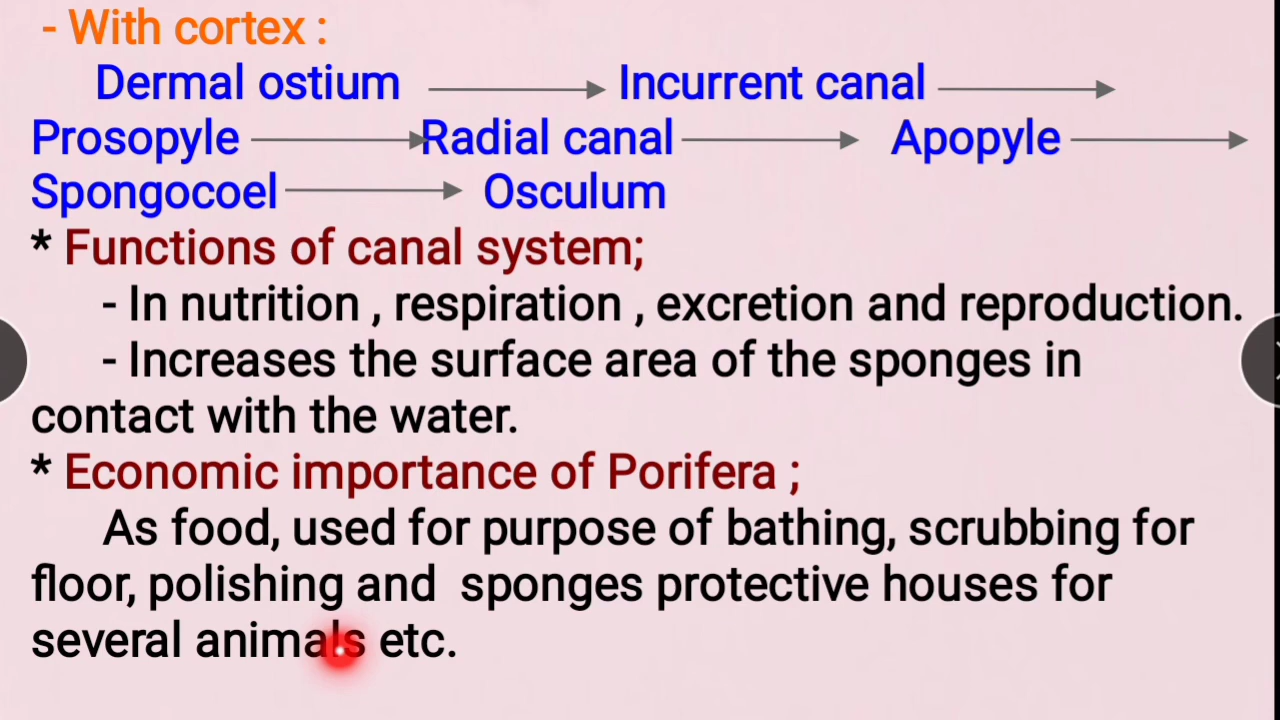 - With cortex :
Dermal ostium → Incurrent canal →
Prosopyle → Radial canal → Apopyle →
Spongocoel → Osculum
* Functions of canal system;
- In nutrition , respiration , excretion and reproduction.
- Increases the surface area of the sponges in
contact with the water.
* Economic importance of Porifera ;
As food, used for purpose of bathing, scrubbing for
floor, polishing and sponges protective houses for
several animals etc.